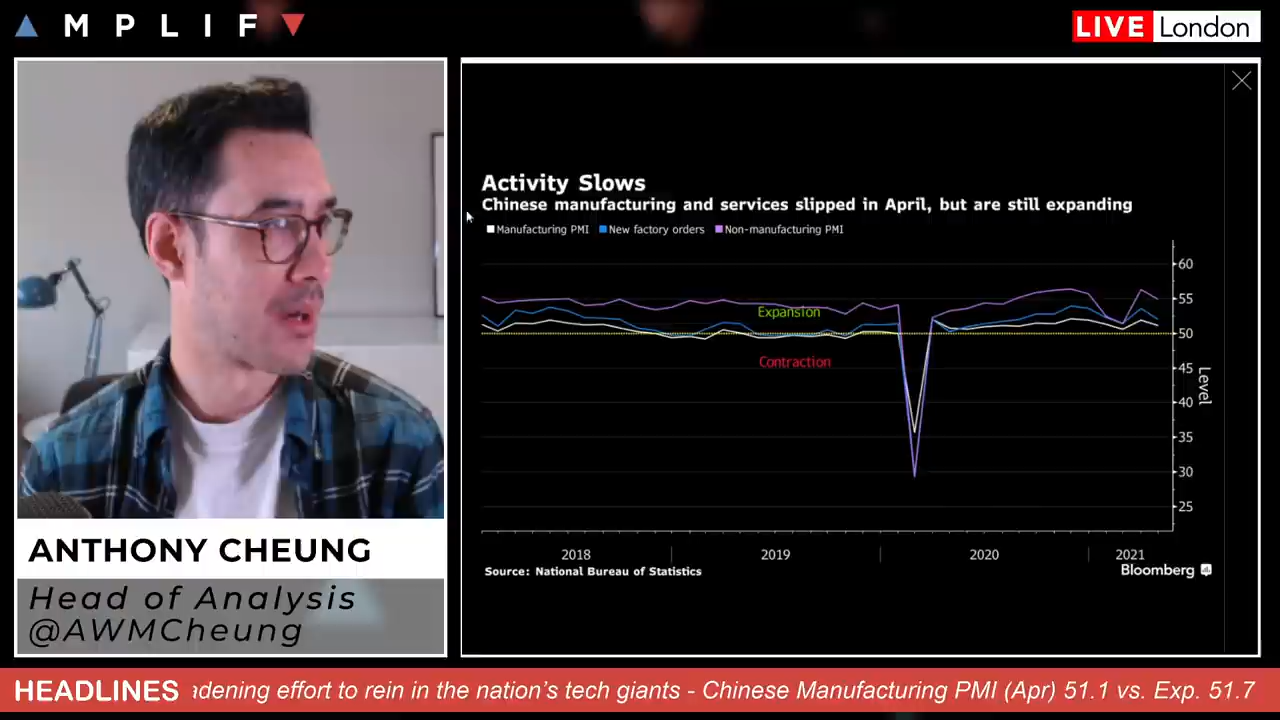 AMPLIFY
LIVE London
Activity Slows
Chinese manufacturing and services slipped in April, but are still expanding
Manufacturing PMI New factory orders Non-manufacturing PMI
60
55
Expansion
50
Contraction
45
40
35
30
25
Level
2018 2019 2020 2021
Source: National Bureau of Statistics
Bloomberg
ANTHONY CHEUNG
Head of Analysis
@AWMCheung
HEADLINES adening effort to rein in the nation's tech giants - Chinese Manufacturing PMI (Apr) 51.1 vs. Exp. 51.7